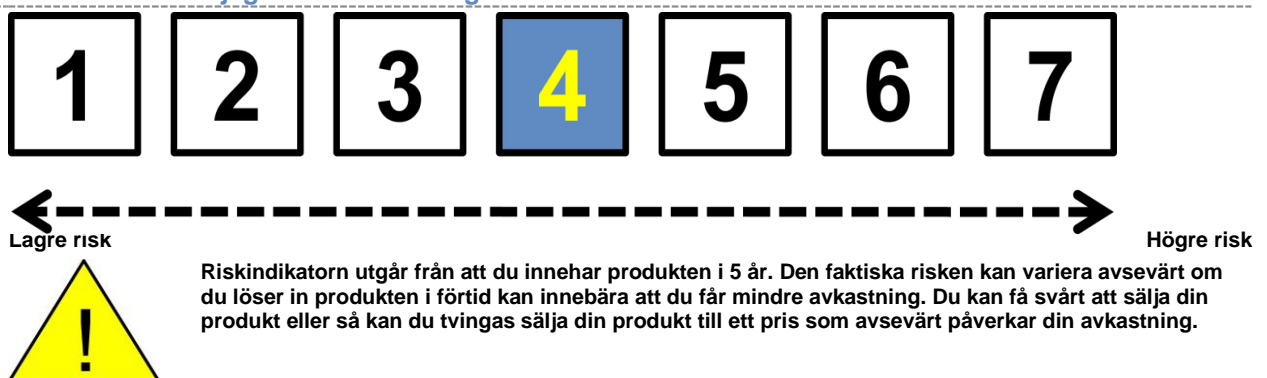 1 2 3 4 5 6 7
Lägre risk Högre risk
Riskindikatorn utgår från att du innehar produkten i 5 år. Den faktiska risken kan variera avsevärt om
du löser in produkten i förtid kan innebära att du får mindre avkastning. Du kan få svårt att sälja din
produkt eller så kan du tvingas sälja din produkt till ett pris som avsevärt påverkar din avkastning.
!